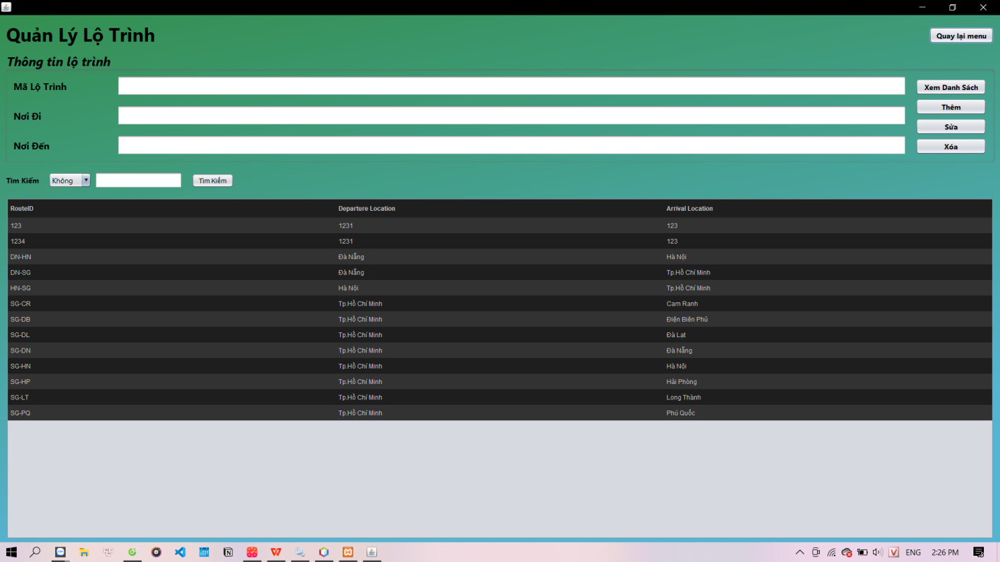 Quản Lý Lộ Trình
Quay lại menu
Thông tin lộ trình
Mã Lộ Trình
Xem Danh Sách
Thêm
Nơi Đi
Sửa
Nơi Đến
Xóa
Tìm Kiếm Không Tìm Kiếm
RouteID Departure Location Arrival Location
123 1231 123
1234 1231 123
DN-HN Đà Nẵng Hà Nội
DN-SG Đà Nẵng Tp.Hồ Chí Minh
HN-SG Hà Nội Tp.Hồ Chí Minh
SG-CR Tp.Hồ Chí Minh Cam Ranh
SG-DB Tp.Hồ Chí Minh Điện Biên Phủ
SG-DL Tp.Hồ Chí Minh Đà Lạt
SG-DN Tp.Hồ Chí Minh Đà Nẵng
SG-HN Tp.Hồ Chí Minh Hà Nội
SG-HP Tp.Hồ Chí Minh Hải Phòng
SG-LT Tp.Hồ Chí Minh Long Thành
SG-PQ Tp.Hồ Chí Minh Phú Quốc
ENG 2:26 PM